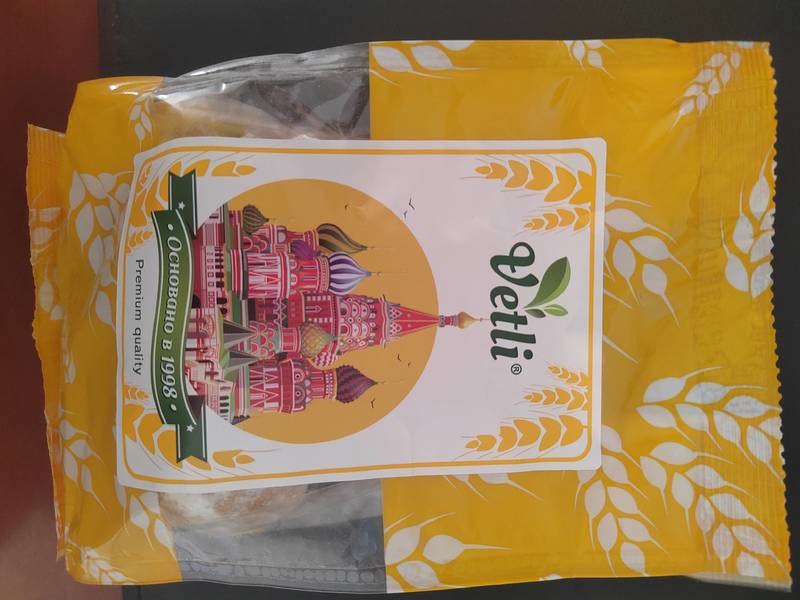 Vetli®
• Основано в 1998 •
Premium quality